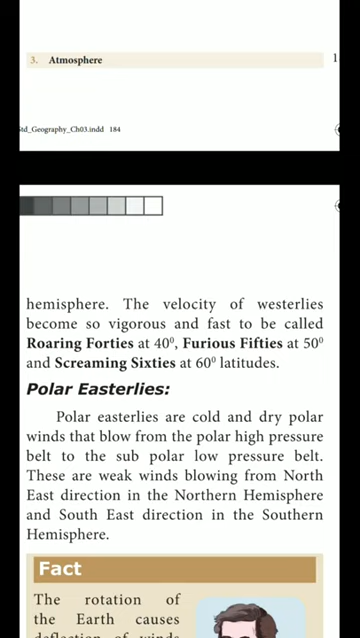 3. Atmosphere 1
Std_Geography_Ch03.indd 184
hemisphere. The velocity of westerlies
become so vigorous and fast to be called
Roaring Forties at 40⁰, Furious Fifties at 50⁰
and Screaming Sixties at 60⁰ latitudes.
Polar Easterlies:
Polar easterlies are cold and dry polar
winds that blow from the polar high pressure
belt to the sub polar low pressure belt.
These are weak winds blowing from North
East direction in the Northern Hemisphere
and South East direction in the Southern
Hemisphere.
Fact
The rotation of
the Earth causes
deflection of winds